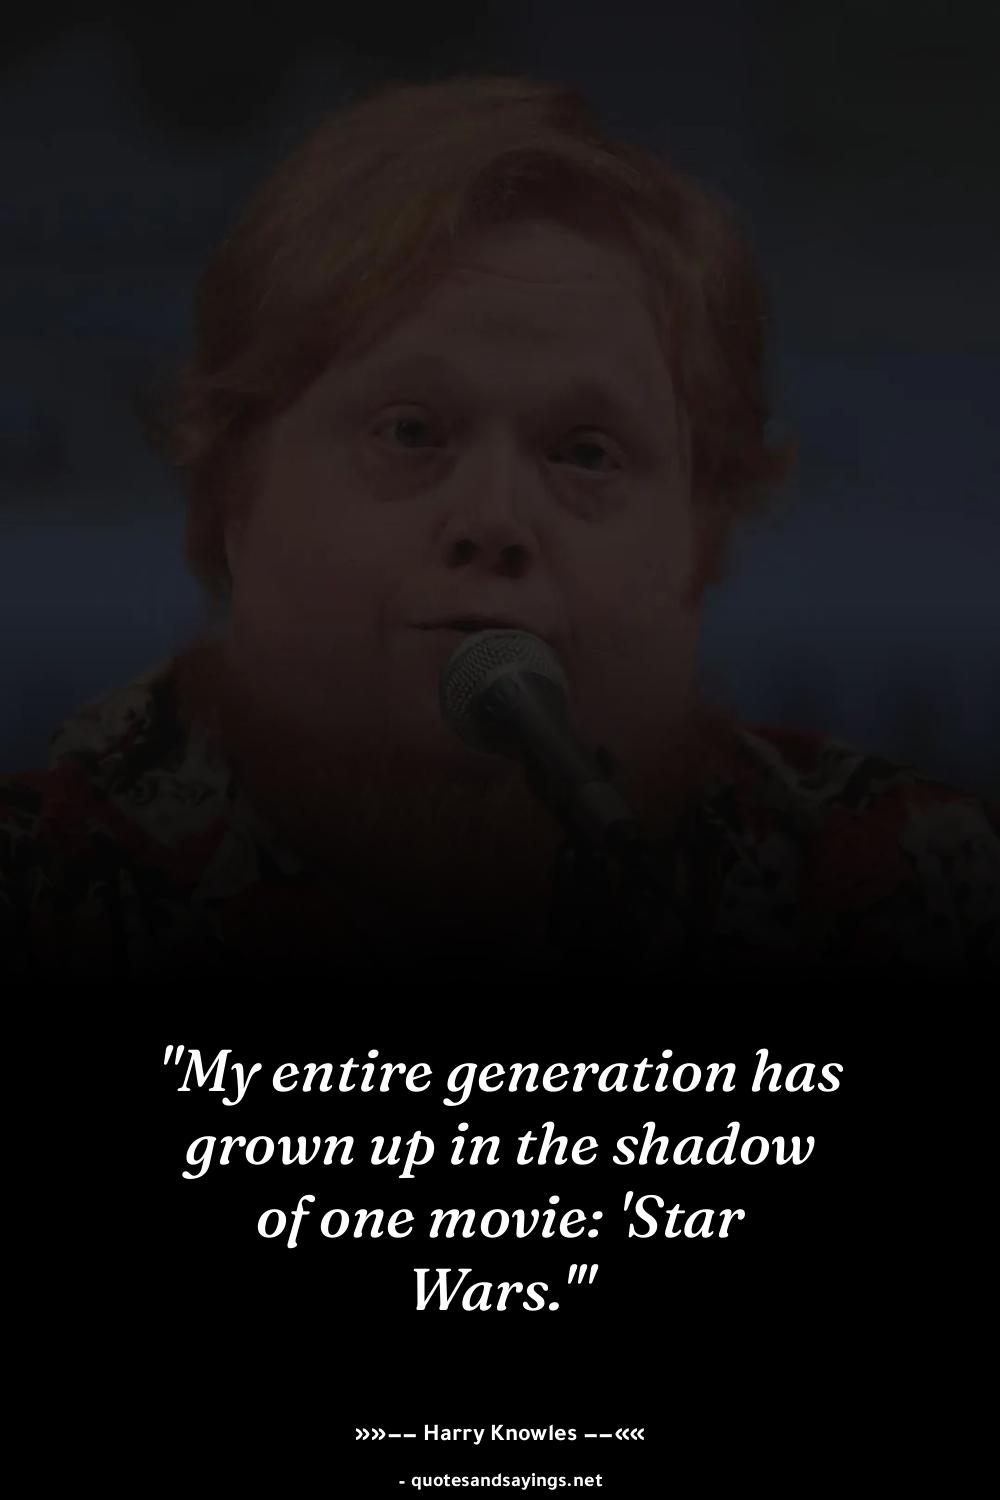 "My entire generation has
grown up in the shadow
of one movie: 'Star
Wars.'"
»»—— Harry Knowles ——««
- quotesandsayings.net